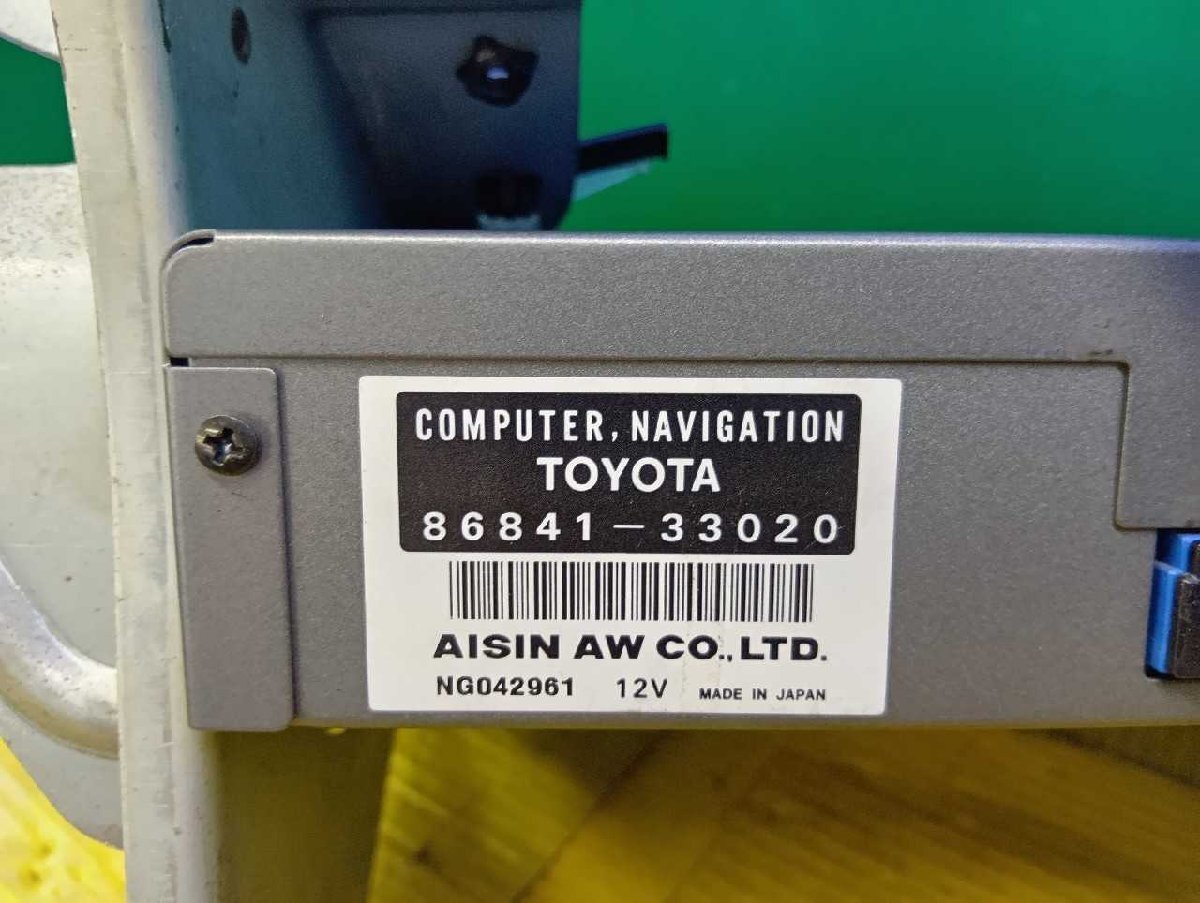 COMPUTER, NAVIGATION
TOYOTA
86841-33020
AISIN AW CO., LTD.
NG042961 12V MADE IN JAPAN